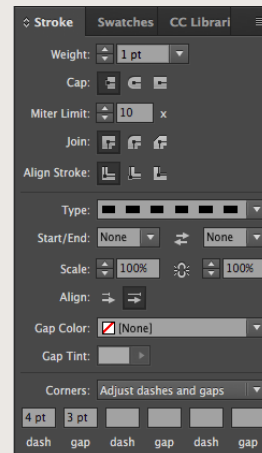 Stroke Swatches CC Librari
Weight: 1 pt
Cap:
Miter Limit: 10 x
Join:
Align Stroke:
Type:
Start/End: None None
Scale: 100% 100%
Align:
Gap Color: [None]
Gap Tint:
Corners: Adjust dashes and gaps
4 pt 3 pt
dash gap dash gap dash gap